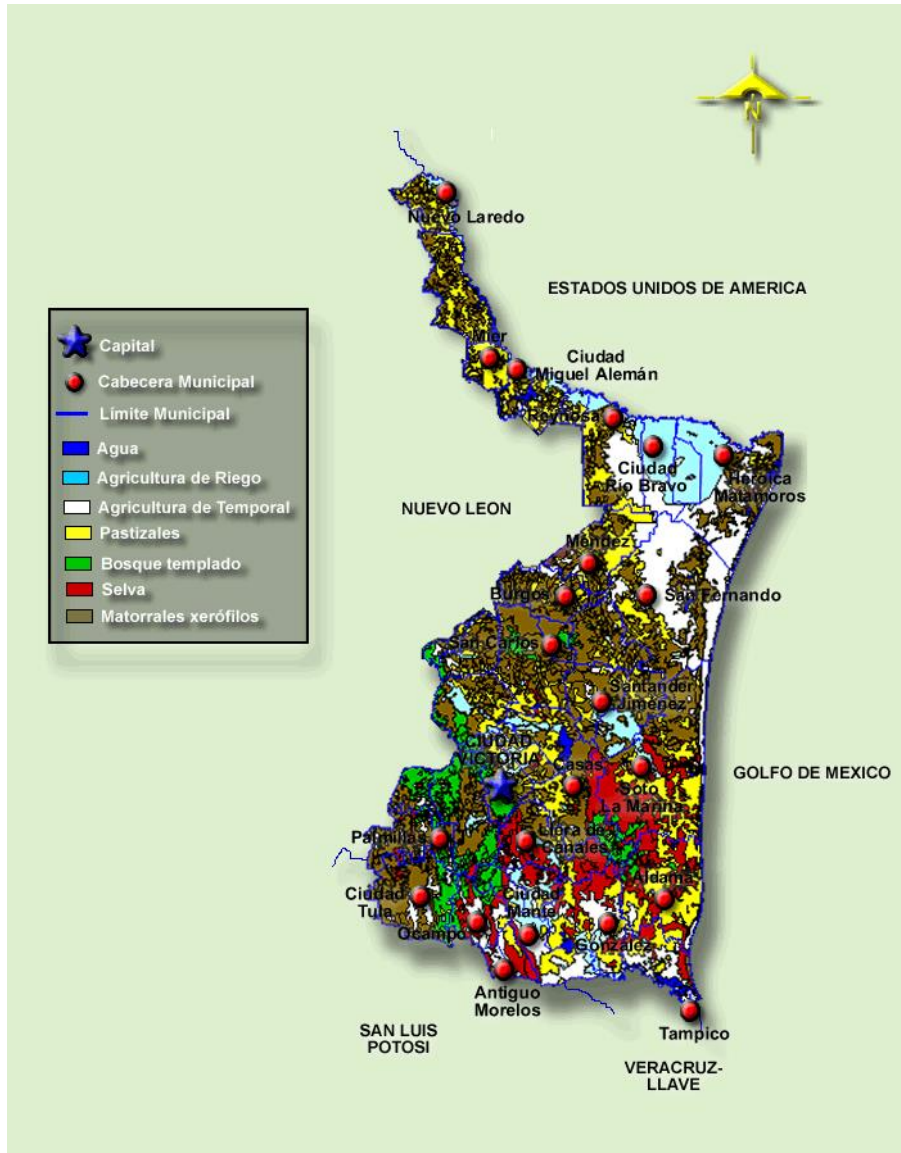 N
Nuevo Laredo
ESTADOS UNIDOS DE AMERICA
Capital
Cabecera Municipal
Límite Municipal
Agua
Agricultura de Riego
Agricultura de Temporal
Pastizales
Bosque templado
Selva
Matorrales xerófilos
Mier
Ciudad
Miguel Alemán
Reynosa
Ciudad
Río Bravo
Heroica
Matamoros
NUEVO LEON
Méndez
Burgos
San Fernando
San Carlos
Santander
Jiménez
CIUDAD
VICTORIA
Casas
Soto
La Marina
GOLFO DE MEXICO
Palmillas
Llera de
Canales
Aldama
Ciudad
Tula
Ciudad
Mante
Ocampo
González
Antiguo
Morelos
Tampico
SAN LUIS
POTOSI
VERACRUZ-
LLAVE